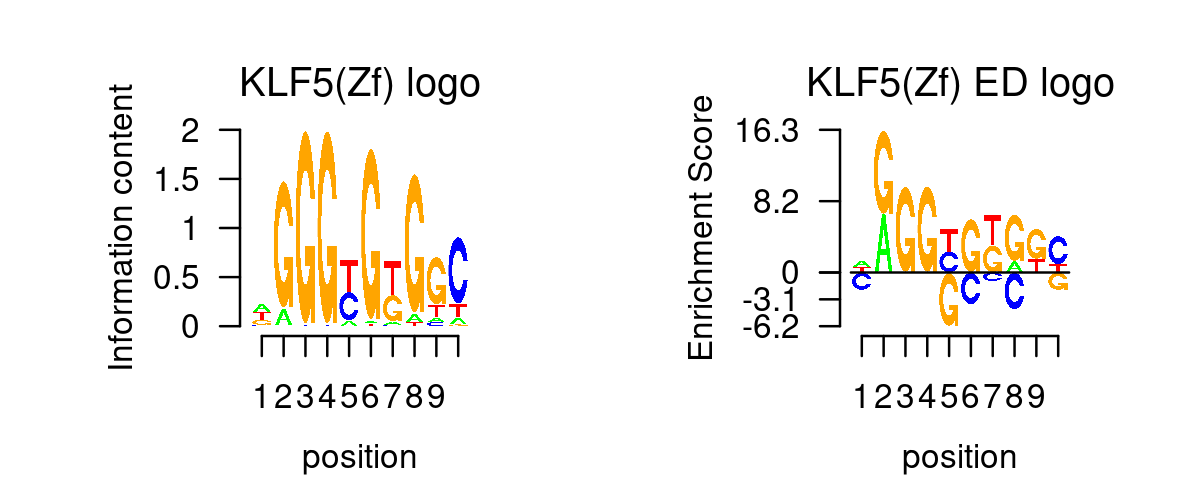 KLF5(Zf) logo
Information content
2
1.5
1
0.5
0
123456789
position
KLF5(Zf) ED logo
Enrichment Score
16.3
8.2
0
-3.1
-6.2
123456789
position